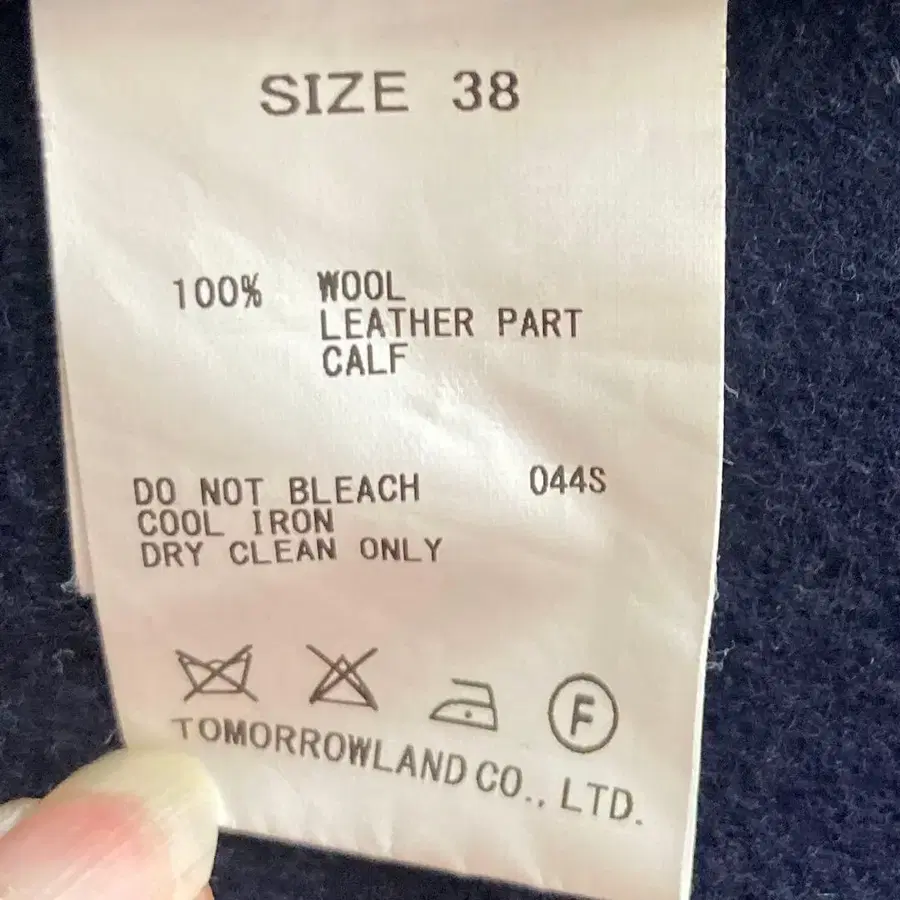 SIZE 38
100% WOOL
LEATHER PART
CALF
DO NOT BLEACH 044S
COOL IRON
DRY CLEAN ONLY
F
TOMORROWLAND CO., LTD.